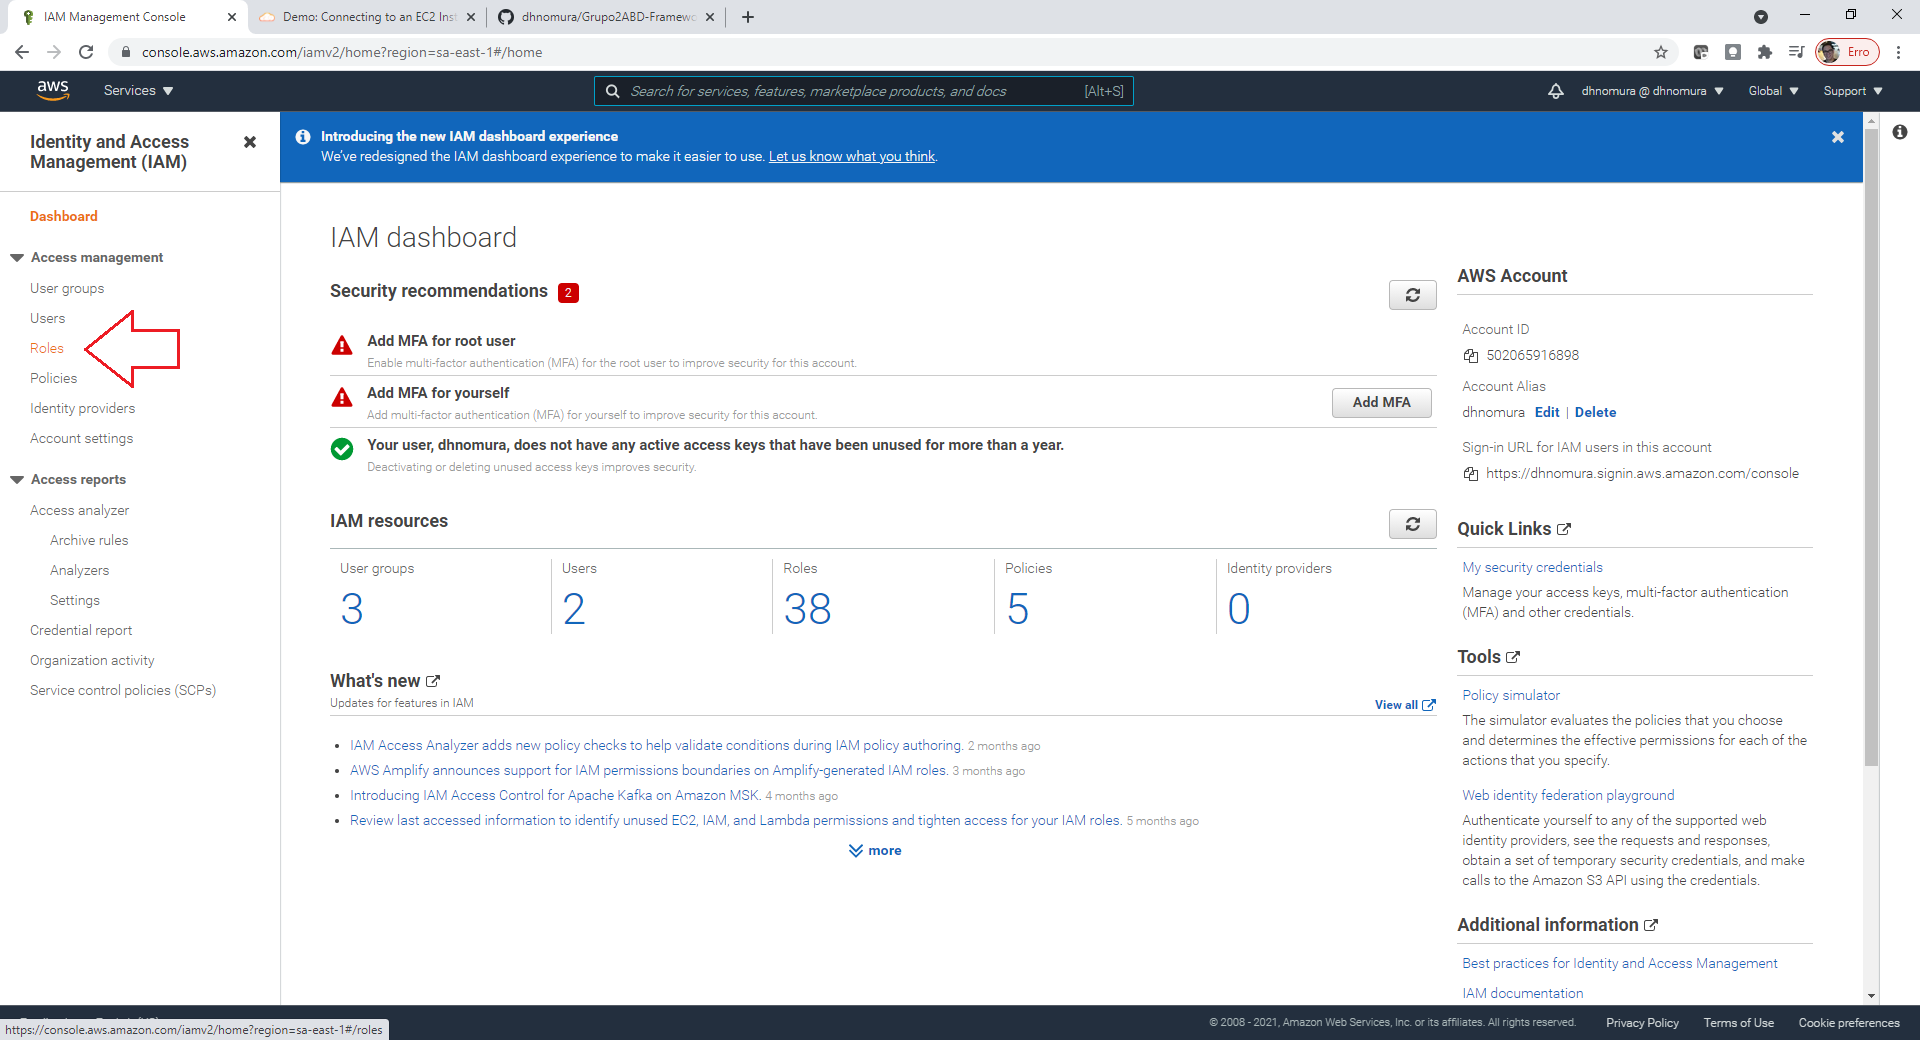 IAM Management Console
Demo: Connecting to an EC2 Inst
dhnomura/Grupo2ABD-Framewo
console.aws.amazon.com/iamv2/home?region=sa-east-1#/home
Erro
aws
Services
Search for services, features, marketplace products, and docs
[Alt+S]
dhnomura @ dhnomura
Global
Support
Identity and Access
Management (IAM)
Dashboard
Access management
User groups
Users
Roles
Policies
Identity providers
Account settings
Access reports
Access analyzer
Archive rules
Analyzers
Settings
Credential report
Organization activity
Service control policies (SCPs)
Introducing the new IAM dashboard experience
We've redesigned the IAM dashboard experience to make it easier to use. Let us know what you think.
IAM dashboard
Security recommendations 2
Add MFA for root user
Enable multi-factor authentication (MFA) for the root user to improve security for this account.
Add MFA for yourself
Add multi-factor authentication (MFA) for yourself to improve security for this account.
Add MFA
Your user, dhnomura, does not have any active access keys that have been unused for more than a year.
Deactivating or deleting unused access keys improves security.
IAM resources
User groups
3
Users
2
Roles
38
Policies
5
Identity providers
0
What's new
Updates for features in IAM
View all
IAM Access Analyzer adds new policy checks to help validate conditions during IAM policy authoring. 2 months ago
AWS Amplify announces support for IAM permissions boundaries on Amplify-generated IAM roles. 3 months ago
Introducing IAM Access Control for Apache Kafka on Amazon MSK. 4 months ago
Review last accessed information to identify unused EC2, IAM, and Lambda permissions and tighten access for your IAM roles. 5 months ago
more
AWS Account
Account ID
502065916898
Account Alias
dhnomura Edit | Delete
Sign-in URL for IAM users in this account
https://dhnomura.signin.aws.amazon.com/console
Quick Links
My security credentials
Manage your access keys, multi-factor authentication
(MFA) and other credentials.
Tools
Policy simulator
The simulator evaluates the policies that you choose
and determines the effective permissions for each of the
actions that you specify.
Web identity federation playground
Authenticate yourself to any of the supported web
identity providers, see the requests and responses,
obtain a set of temporary security credentials, and make
calls to the Amazon S3 API using the credentials.
Additional information
Best practices for Identity and Access Management
IAM documentation
https://console.aws.amazon.com/iamv2/home?region=sa-east-1#/roles
© 2008 - 2021, Amazon Web Services, Inc. or its affiliates. All rights reserved.
Privacy Policy
Terms of Use
Cookie preferences